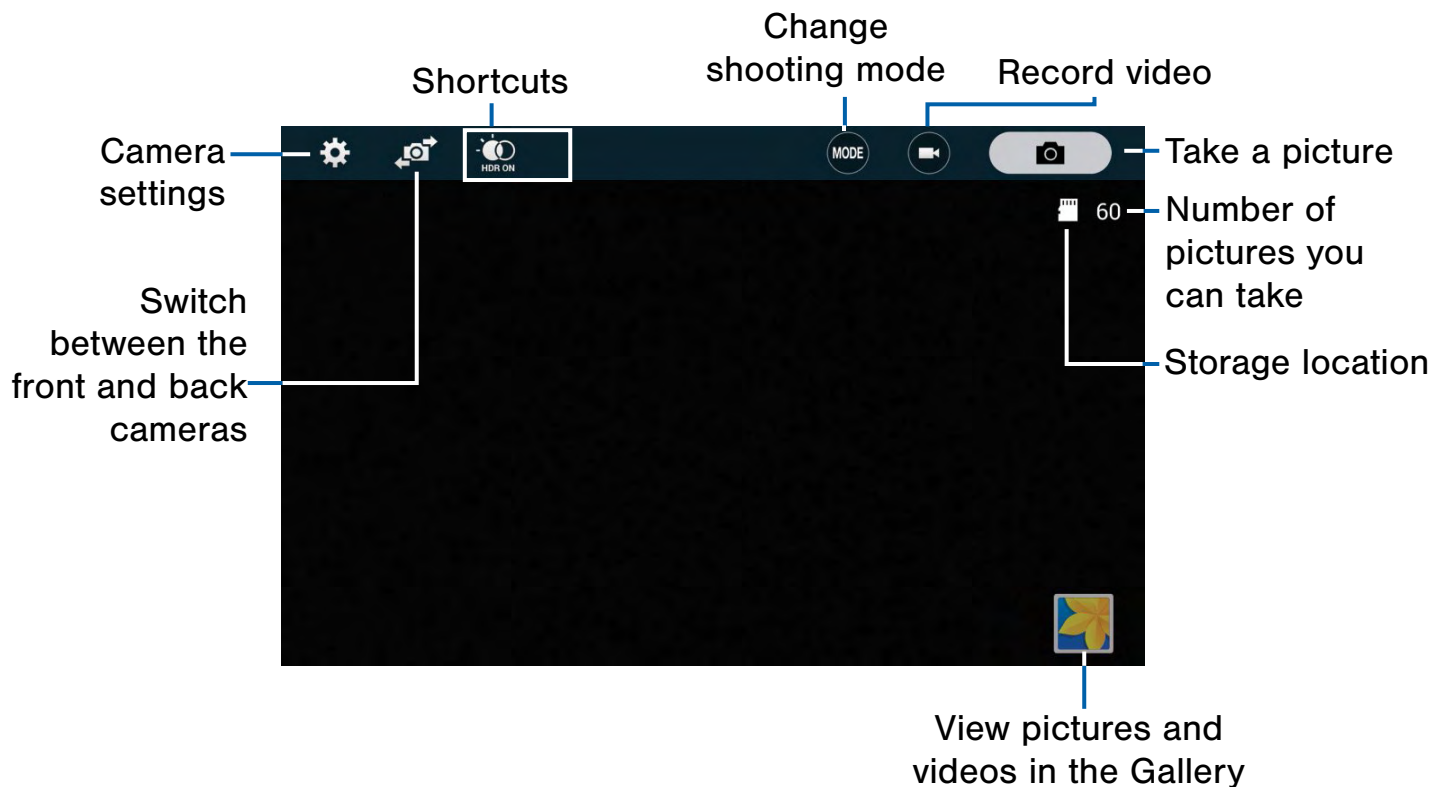 Change
shooting mode
Shortcuts
Record video
Camera
settings
HDR ON
MODE
Take a picture
60
Number of
pictures you
can take
Switch
between the
front and back
cameras
Storage location
View pictures and
videos in the Gallery